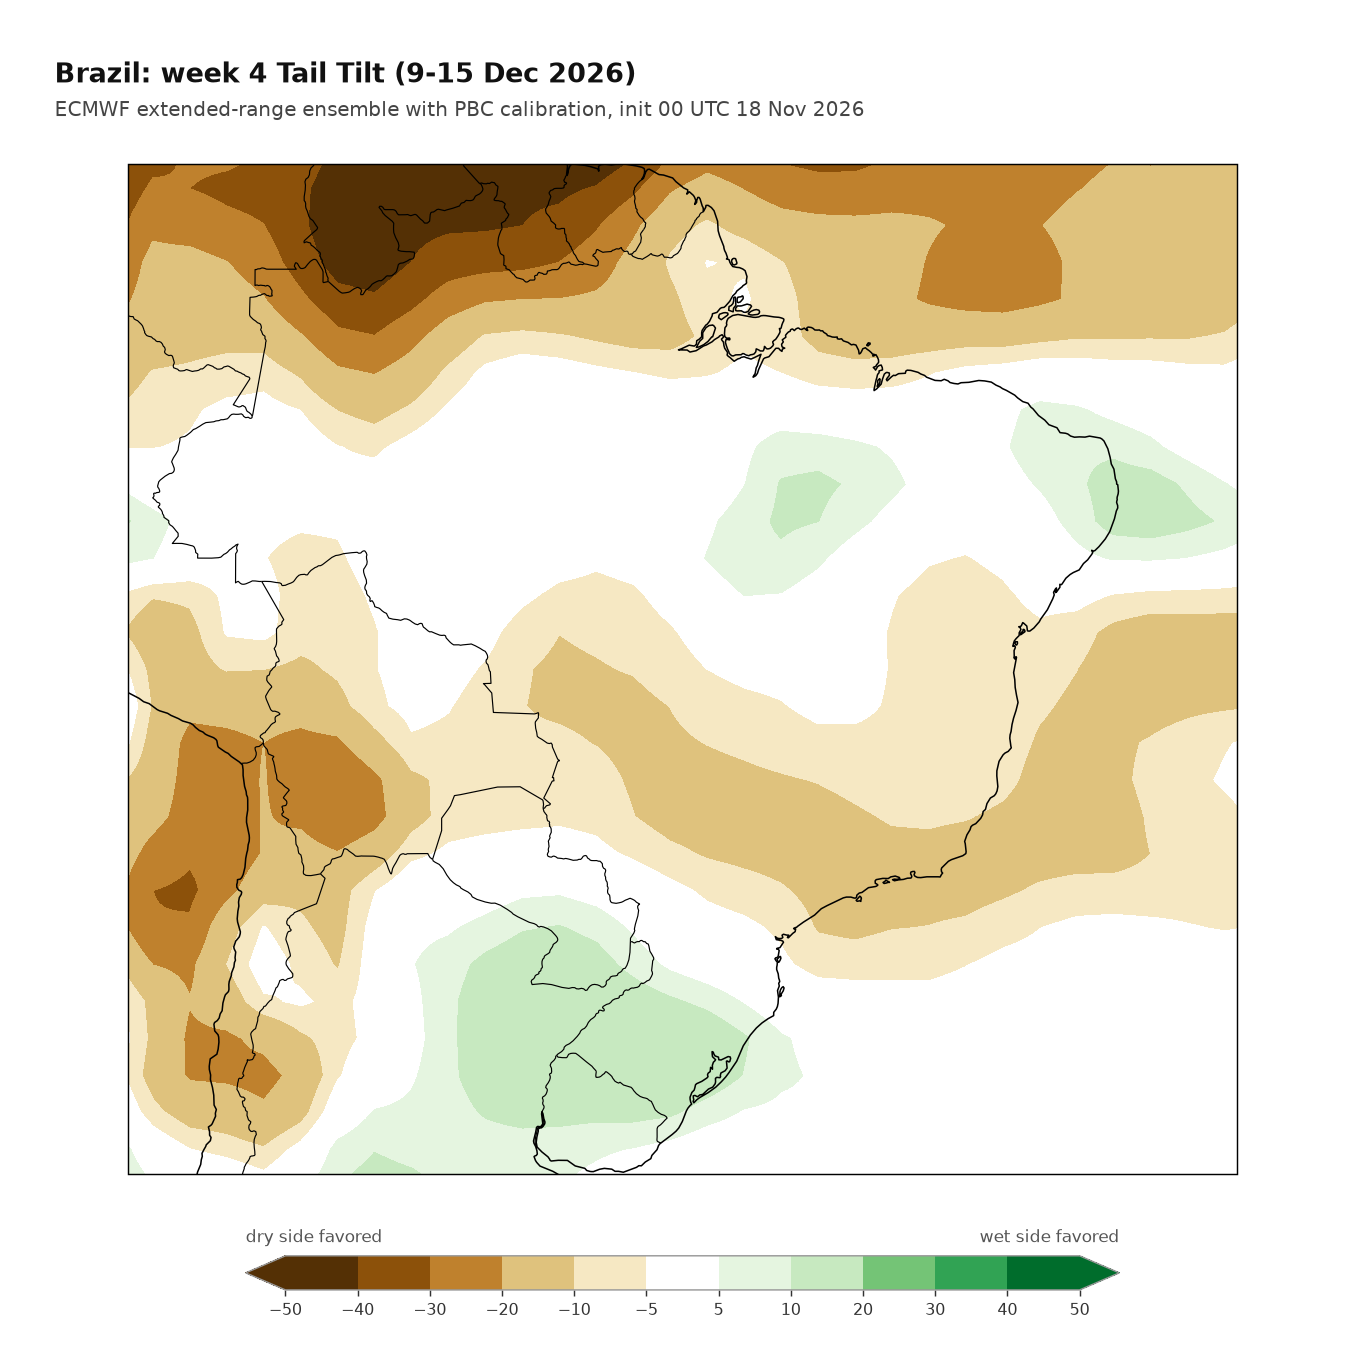 Brazil: week 4 Tail Tilt (9-15 Dec 2026)
ECMWF extended-range ensemble with PBC calibration, init 00 UTC 18 Nov 2026
dry side favored wet side favored
−50 −40 −30 −20 −10 −5 5 10 20 30 40 50